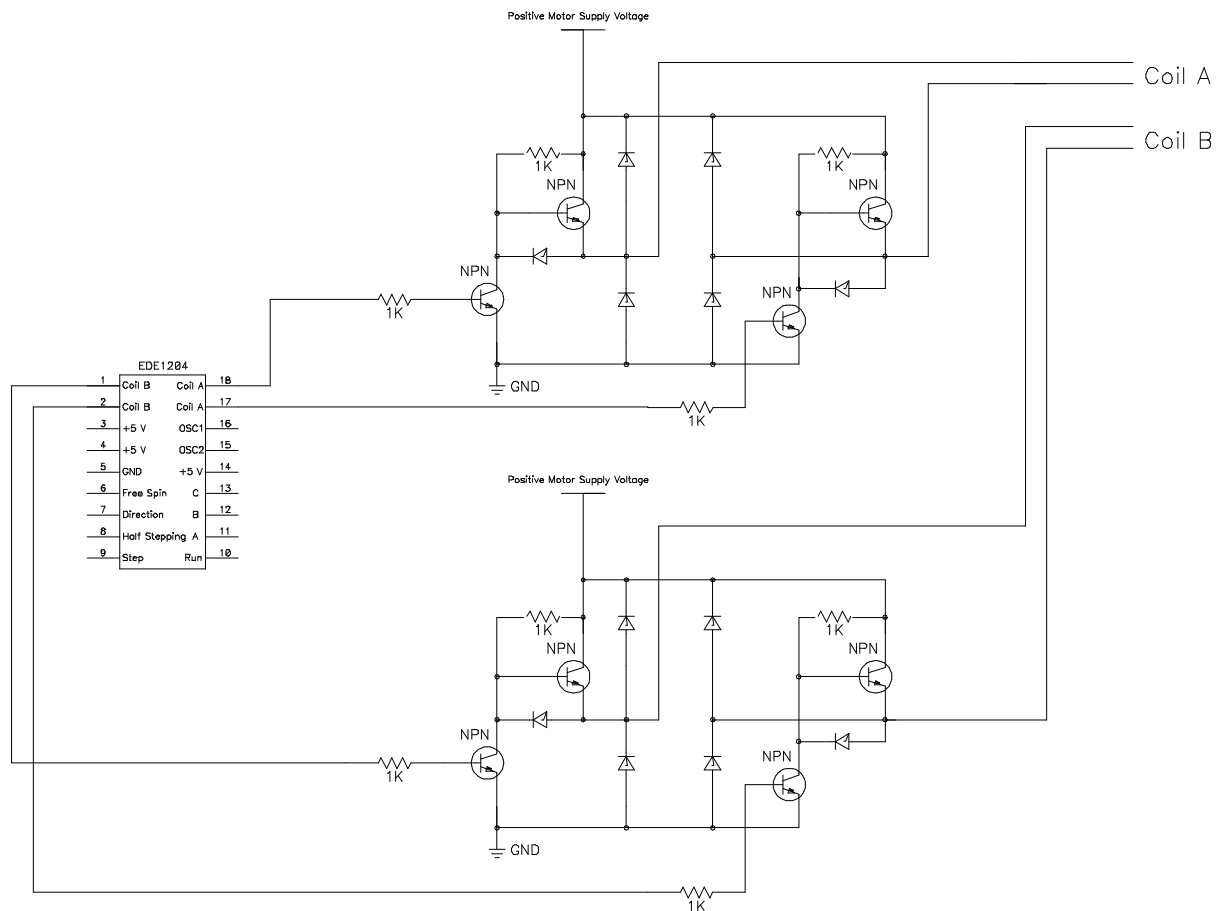 Positive Motor Supply Voltage
Coil A
Coil B
1K
1K
NPN
NPN
NPN
NPN
1K
EDE1204
GND
1 Coil B Coil A 18
2 Coil B Coil A 17
3 +5 V OSC1 16
1K
4 +5 V OSC2 15
5 GND +5 V 14
6 Free Spin C 13
7 Direction B 12
8 Half Stepping A 11
9 Step Run 10
Positive Motor Supply Voltage
1K
1K
NPN
NPN
NPN
NPN
1K
GND
1K